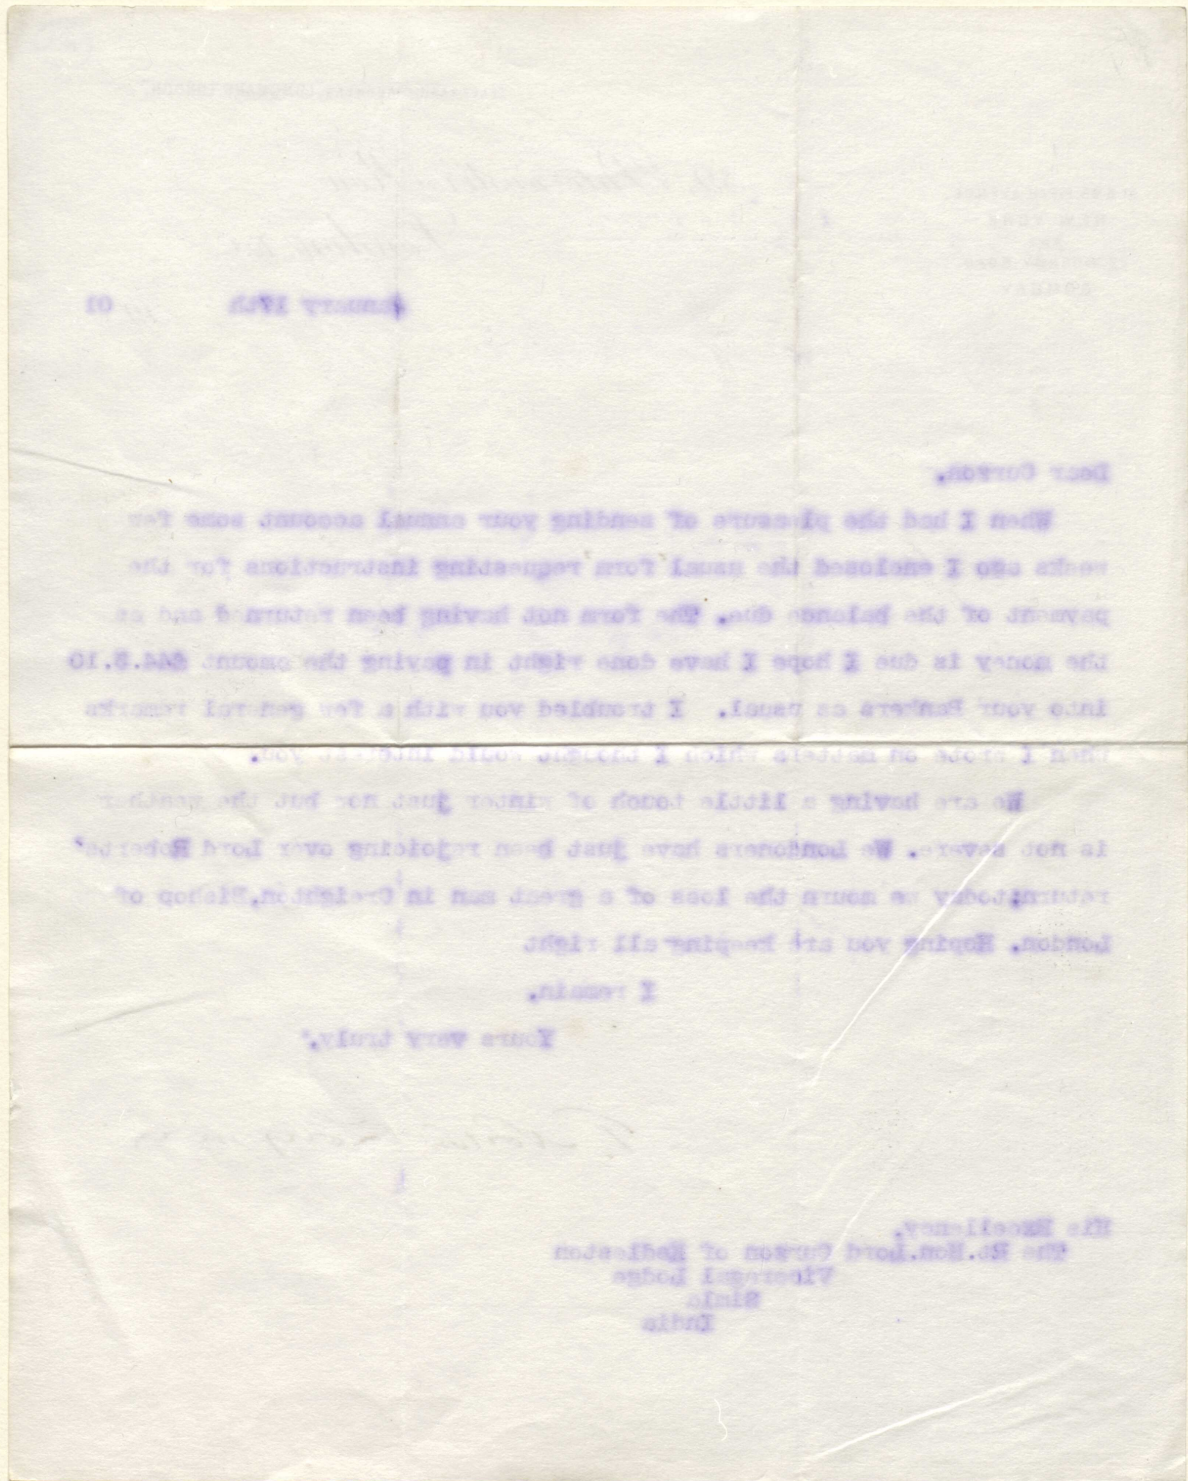 39 Paternoster Row
London, E.C.
NEW YORK
BOMBAY
January 17th 01
Dear Curzon,
When I had the pleasure of sending your annual account some few
weeks ago I enclosed the usual form requesting instructions for the
payment of the balance due. The form not having been returned and as
the money is due I hope I have done right in paying the amount £44.5.10
into your Bankers as usual. I troubled you with a few general remarks
when I wrote on matters which I thought would interest you.
We are having a little touch of winter just now but the weather
is not severe. We Londoners have just been rejoicing over Lord Roberts'
return;today we mourn the loss of a great man in Creighton,Bishop of
London. Hoping you are keeping all right
I remain,
Yours very truly,
His Excellency.
The Rt.Hon.Lord Curzon of Kedleston
Viceregal Lodge
Simla
India